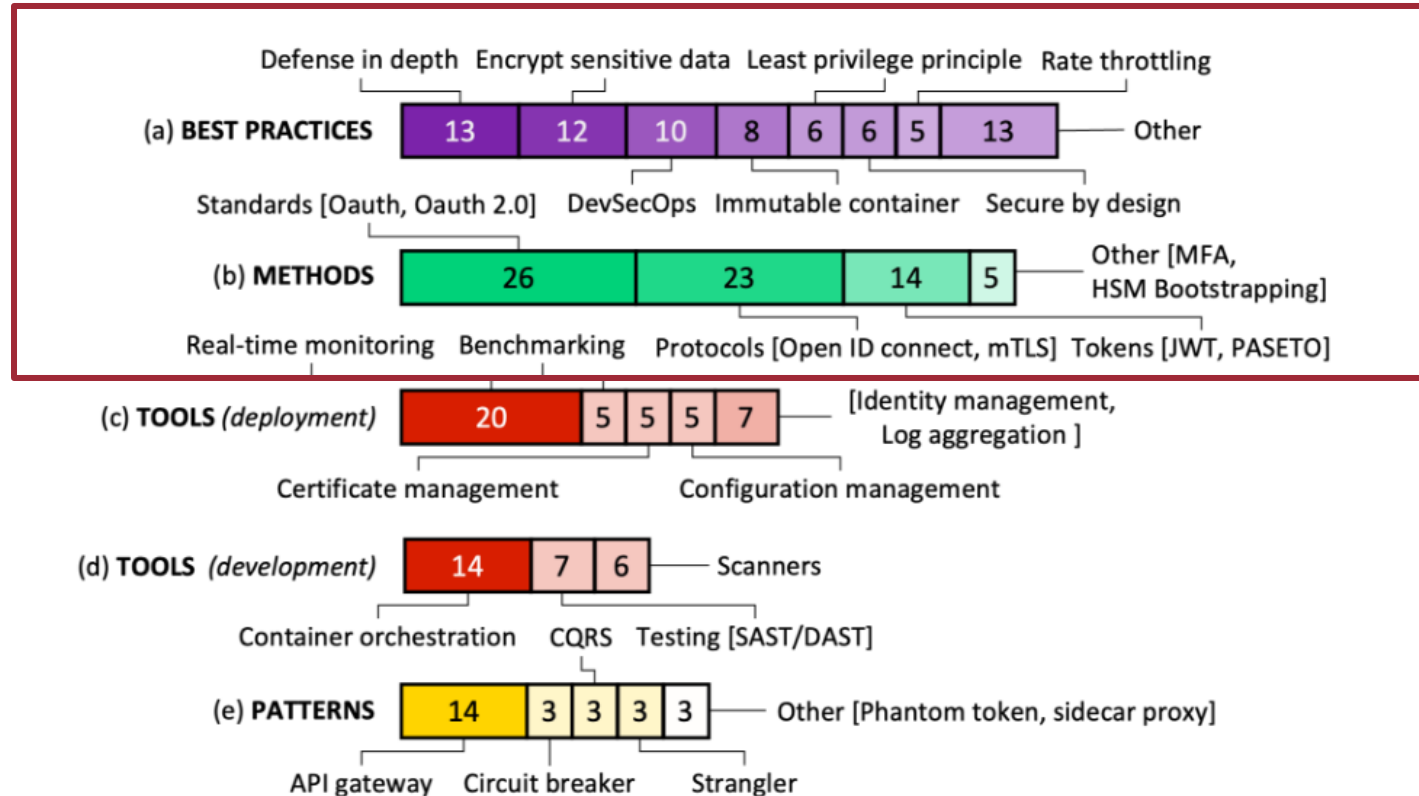 Defense in depth Encrypt sensitive data Least privilege principle Rate throttling
(a) BEST PRACTICES 13 12 10 8 6 6 5 13 Other
DevSecOps Immutable container Secure by design
Standards [Oauth, Oauth 2.0]
(b) METHODS 26 23 14 5 Other [MFA,
HSM Bootstrapping]
Real-time monitoring Benchmarking Protocols [Open ID connect, mTLS] Tokens [JWT, PASETO]
(c) TOOLS (deployment) 20 5 5 5 7 [Identity management,
Log aggregation ]
Certificate management Configuration management
(d) TOOLS (development) 14 7 6 Scanners
Container orchestration CQRS Testing [SAST/DAST]
(e) PATTERNS 14 3 3 3 3 Other [Phantom token, sidecar proxy]
API gateway Circuit breaker Strangler